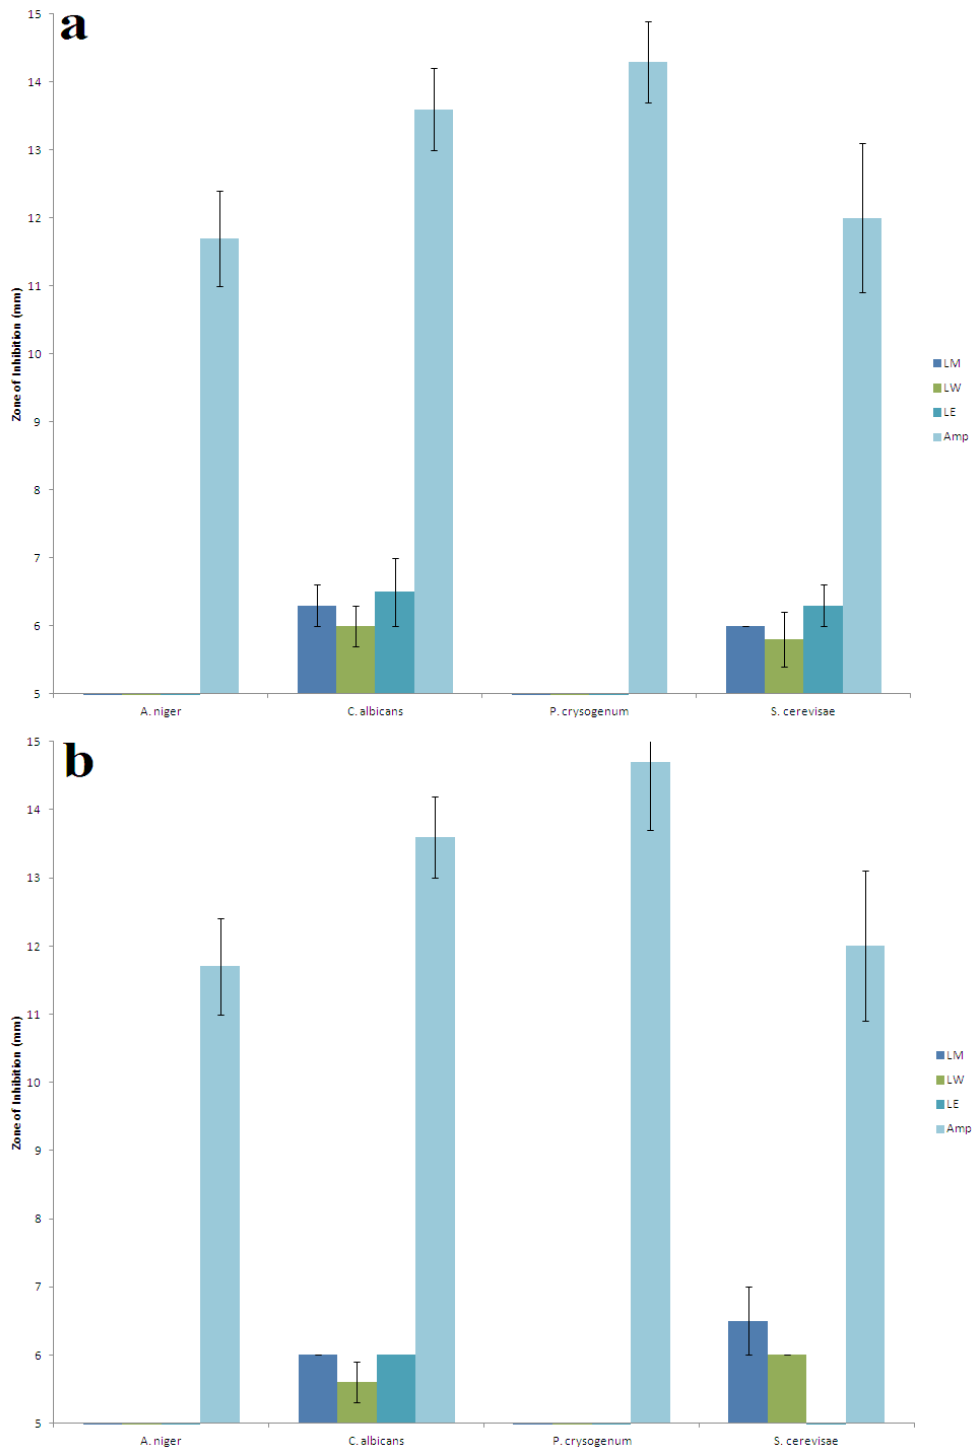 a
15
14
13
12
11
10
9
8
7
6
5
Zone of Inhibition (mm)
A. niger
C. albicans
P. crysogenum
S. cerevisae
LM
LW
LE
Amp
b
15
14
13
12
11
10
9
8
7
6
5
Zone of Inhibition (mm)
A. niger
C. albicans
P. crysogenum
S. cerevisae
LM
LW
LE
Amp